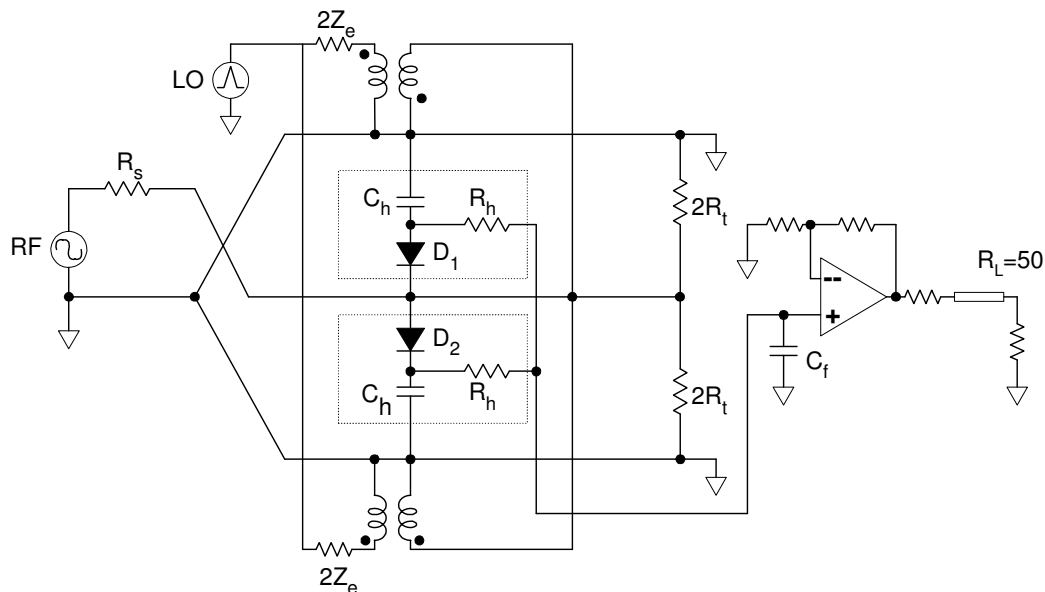 2Z_e
LO
R_s
RF
C_h
R_h
D_1
2R_t
R_L=50
--
+
C_f
D_2
C_h
R_h
2R_t
2Z_e